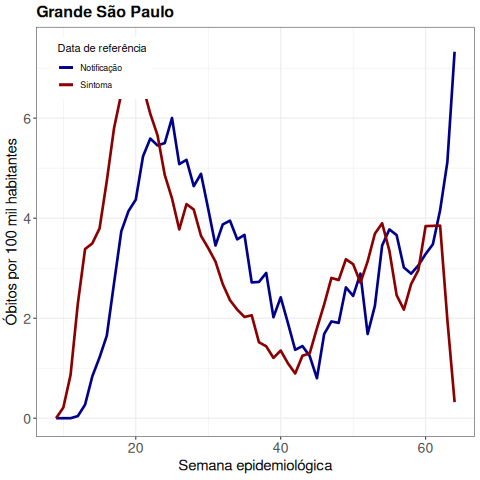 Grande São Paulo
Data de referência
Notificação
Sintoma
Óbitos por 100 mil habitantes
6
4
2
0
20
40
60
Semana epidemiológica